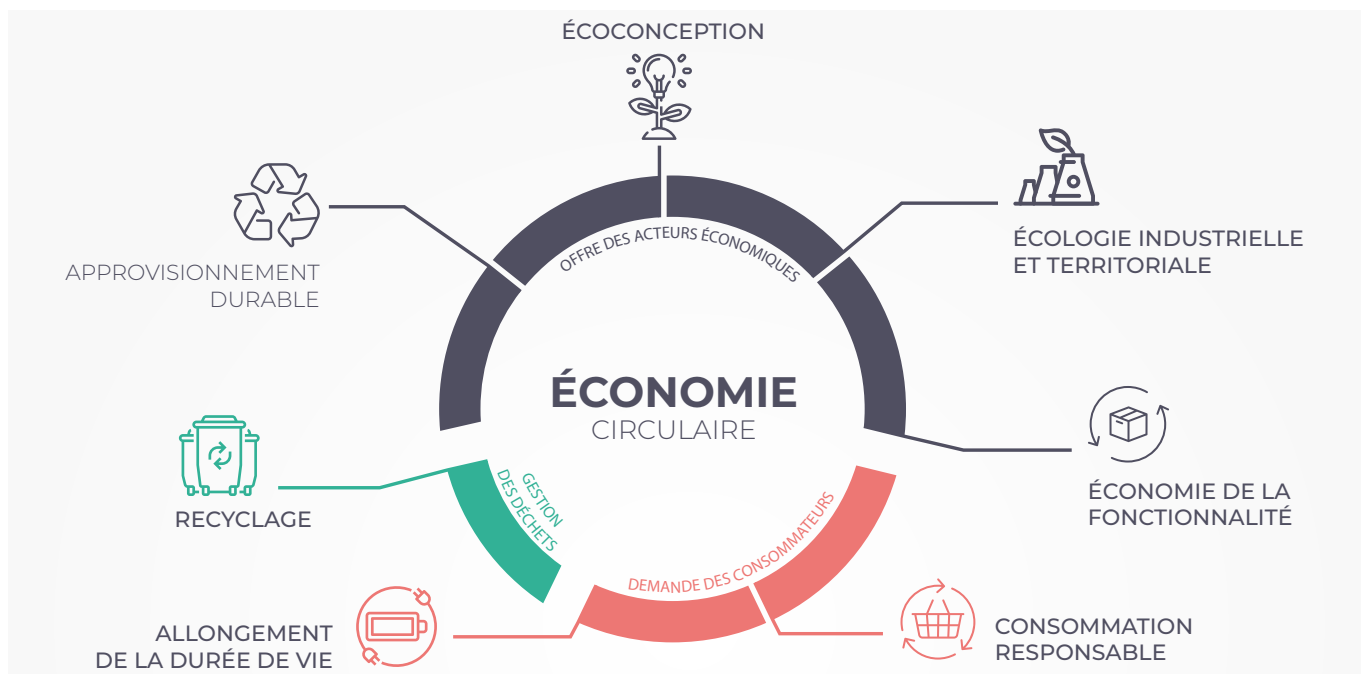 ÉCOCONCEPTION
APPROVISIONNEMENT
DURABLE
ÉCOLOGIE INDUSTRIELLE
ET TERRITORIALE
OFFRE DES ACTEURS ÉCONOMIQUES
ÉCONOMIE
CIRCULAIRE
RECYCLAGE
GESTION
DES DÉCHETS
ÉCONOMIE DE LA
FONCTIONNALITÉ
DEMANDE DES CONSOMMATEURS
ALLONGEMENT
DE LA DURÉE DE VIE
CONSOMMATION
RESPONSABLE